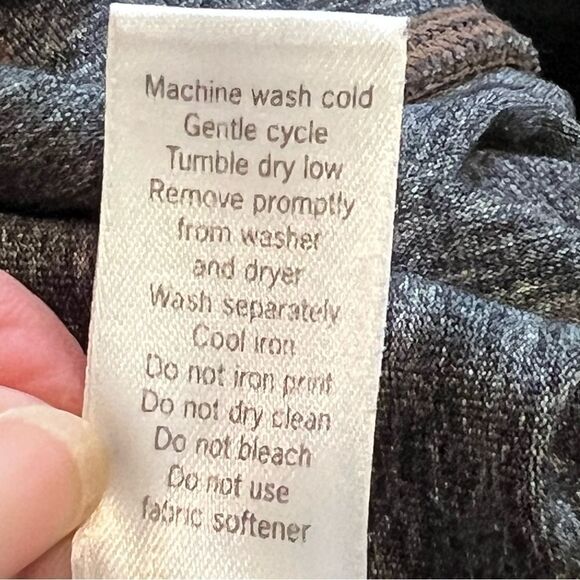 Machine wash cold
Gentle cycle
Tumble dry low
Remove promptly
from washer
and dryer
Wash separately
Cool iron
Do not iron print
Do not dry clean
Do not bleach
Do not use
fabric softener